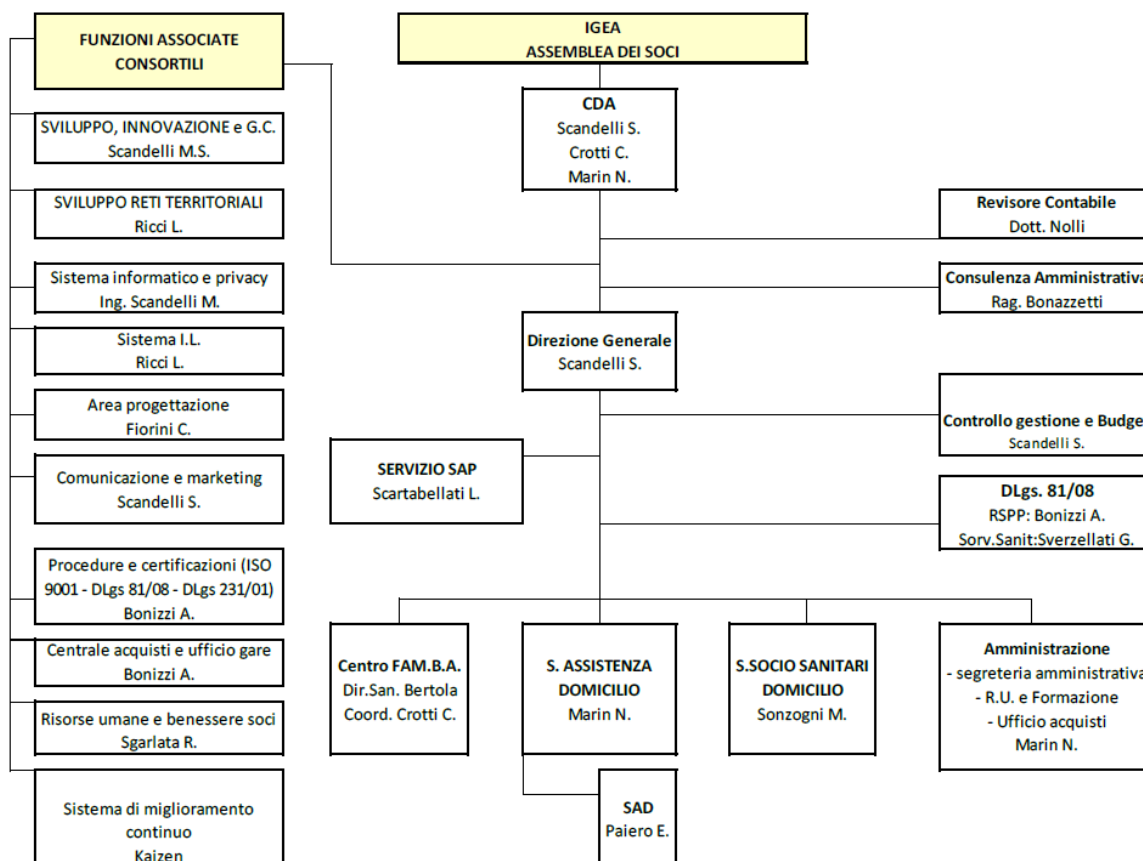 FUNZIONI ASSOCIATE
CONSORTILI
IGEA
ASSEMBLEA DEI SOCI
CDA
Scandelli S.
Crotti C.
Marin N.
SVILUPPO, INNOVAZIONE e G.C.
Scandelli M.S.
SVILUPPO RETI TERRITORIALI
Ricci L.
Revisore Contabile
Dott. Nolli
Sistema informatico e privacy
Ing. Scandelli M.
Consulenza Amministrativa
Rag. Bonazzetti
Sistema I.L.
Ricci L.
Direzione Generale
Scandelli S.
Area progettazione
Fiorini C.
Controllo gestione e Budge
Scandelli S.
Comunicazione e marketing
Scandelli S.
SERVIZIO SAP
Scartabellati L.
DLgs. 81/08
RSPP: Bonizzi A.
Sorv.Sanit:Sverzellati G.
Procedure e certificazioni (ISO
9001 - DLgs 81/08 - DLgs 231/01)
Bonizzi A.
Centrale acquisti e ufficio gare
Bonizzi A.
Risorse umane e benessere soci
Sgarlata R.
Sistema di miglioramento
continuo
Kaizen
Centro FAM.B.A.
Dir.San. Bertola
Coord. Crotti C.
S. ASSISTENZA
DOMICILIO
Marin N.
S.SOCIO SANITARI
DOMICILIO
Sonzogni M.
Amministrazione
- segreteria amministrativa
- R.U. e Formazione
- Ufficio acquisti
Marin N.
SAD
Paiero E.